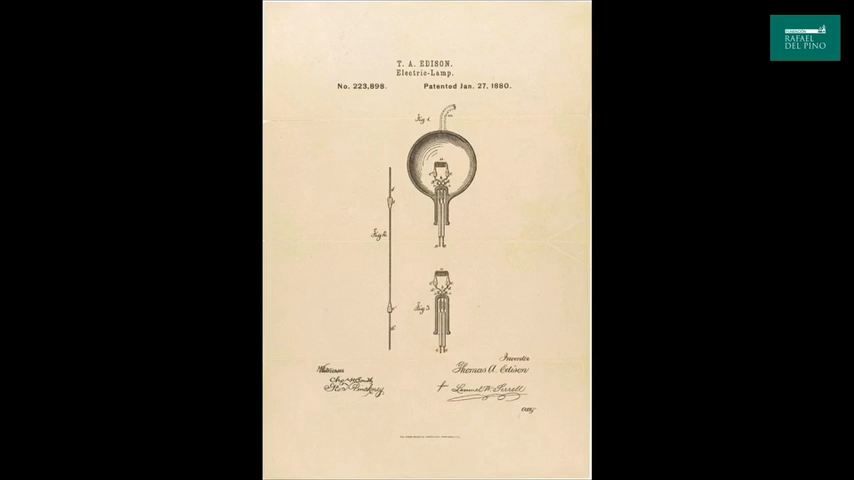 FUNDACIÓN
RAFAEL
DEL PINO
T. A. EDISON.
Electric-Lamp.
No. 223,898. Patented Jan. 27, 1880.
Fig 1.
Fig 2.
Fig 3.
Witnesses
Inventor
Thomas A. Edison
Lemuel W. Serrell
atty